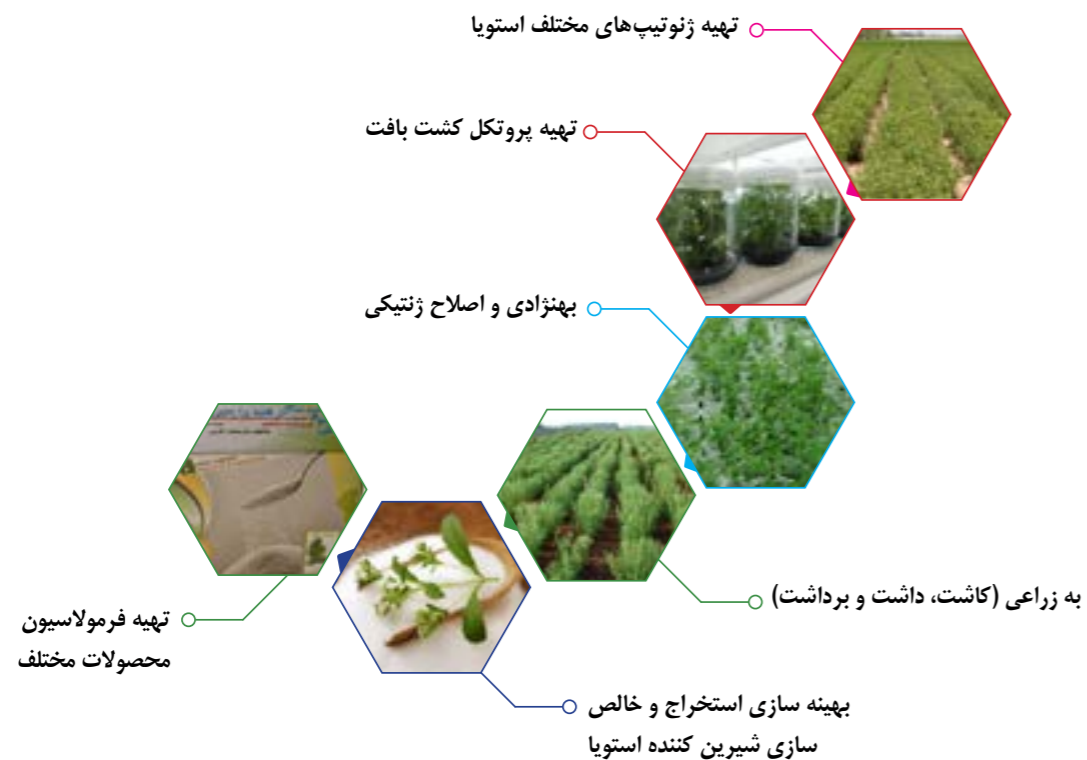 تهیه ژنوتیپ‌های مختلف استویا
تهیه پروتکل کشت بافت
بهنژادی و اصلاح ژنتیکی
به زراعی (کاشت، داشت و برداشت)
بهینه سازی استخراج و خالص
سازی شیرین کننده استویا
تهیه فرمولاسیون
محصولات مختلف